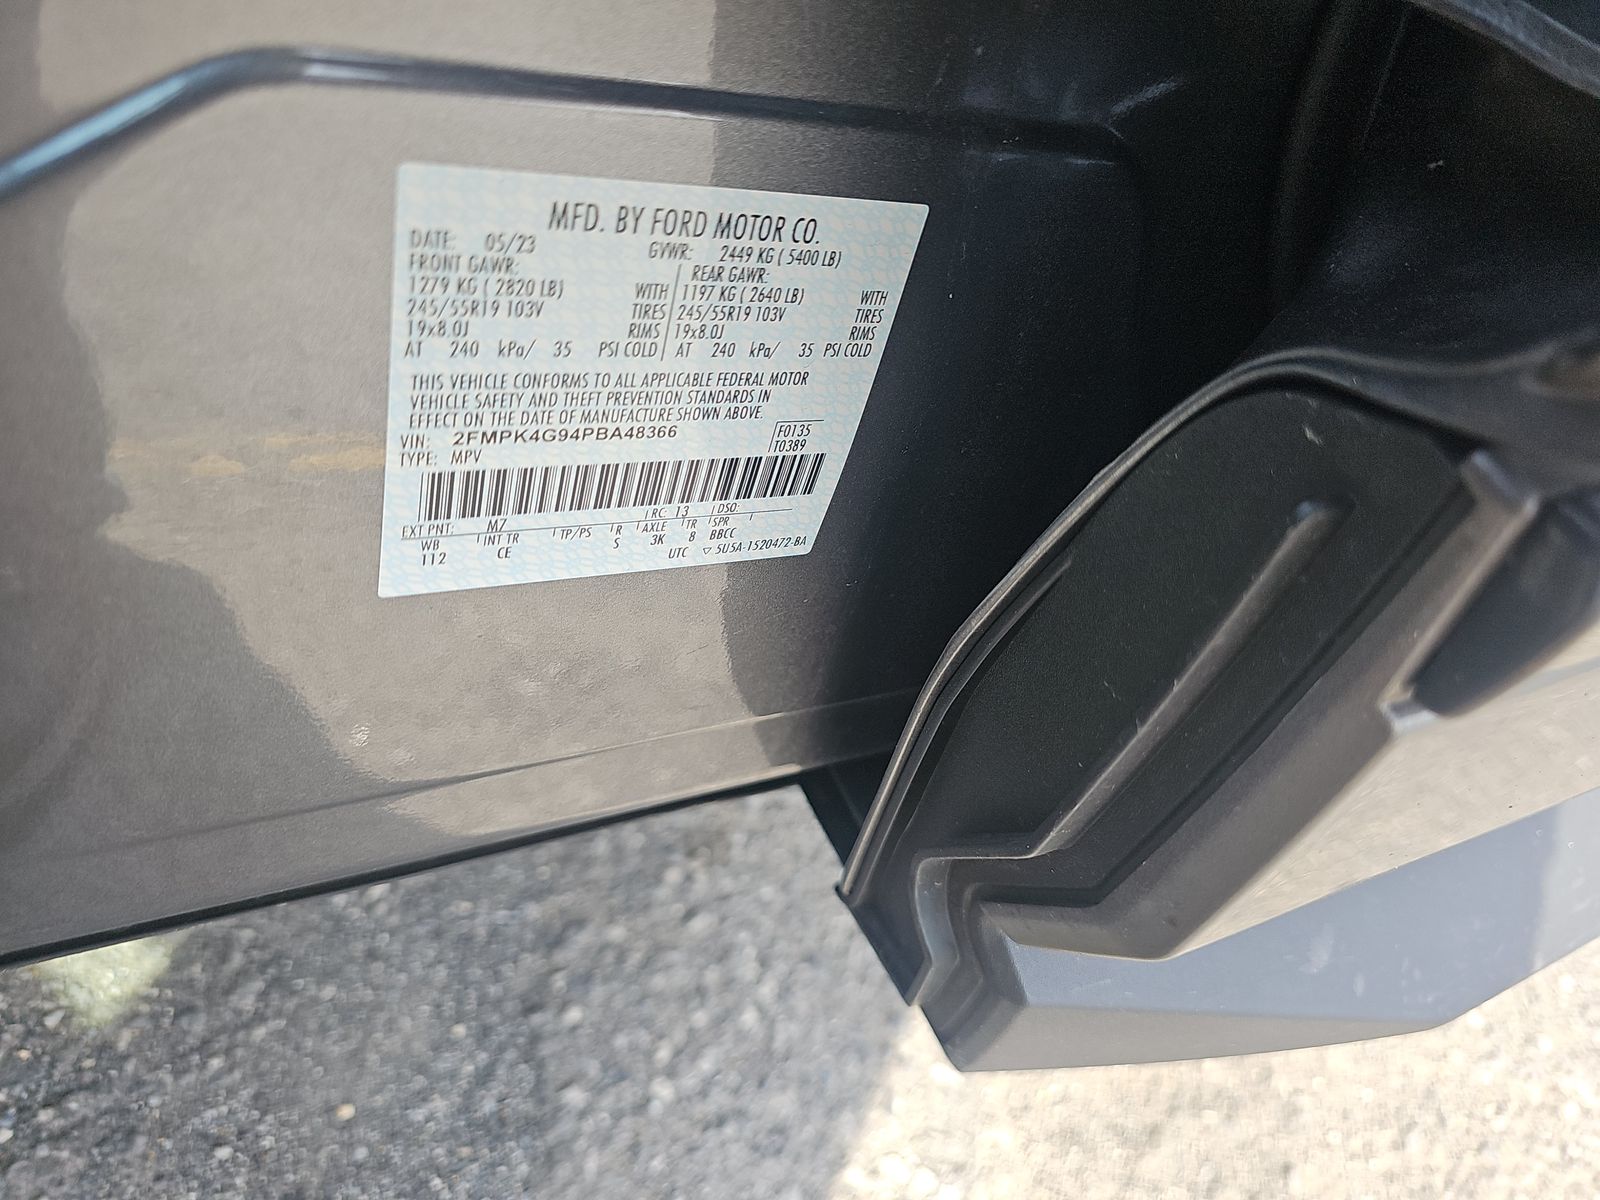 MFD. BY FORD MOTOR CO.
DATE: 05/23 GVWR: 2449 KG ( 5400 LB)
FRONT GAWR: REAR GAWR:
1279 KG ( 2820 LB) WITH 1197 KG ( 2640 LB) WITH
245/55R19 103V TIRES 245/55R19 103V TIRES
19x8.0J RIMS 19x8.0J RIMS
AT 240 kPa/ 35 PSI COLD AT 240 kPa/ 35 PSI COLD
THIS VEHICLE CONFORMS TO ALL APPLICABLE FEDERAL MOTOR
VEHICLE SAFETY AND THEFT PREVENTION STANDARDS IN
EFFECT ON THE DATE OF MANUFACTURE SHOWN ABOVE.
VIN: 2FMPK4G94PBA48366 F0135
TYPE: MPV T0389
EXT PNT: M7 RC: 13 DSO:
WB INT TR TP/PS R AXLE TR SPR
112 CE S 3K 8 BBCC
UTC ▽ 5U5A-1520472-BA